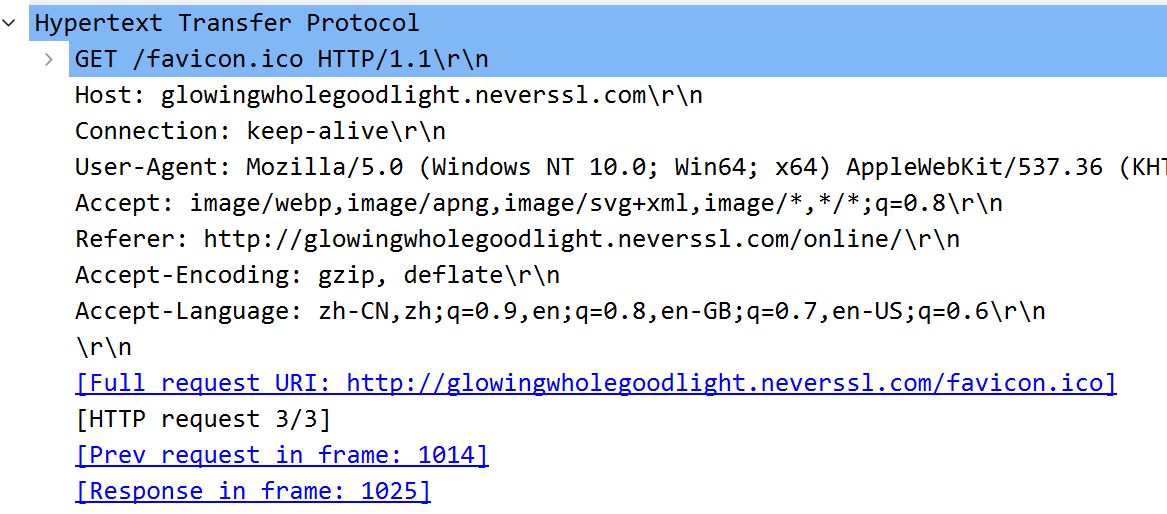 Hypertext Transfer Protocol
GET /favicon.ico HTTP/1.1\r\n
Host: glowingwholegoodlight.neverssl.com\r\n
Connection: keep-alive\r\n
User-Agent: Mozilla/5.0 (Windows NT 10.0; Win64; x64) AppleWebKit/537.36 (KHT
Accept: image/webp,image/apng,image/svg+xml,image/*,*/*;q=0.8\r\n
Referer: http://glowingwholegoodlight.neverssl.com/online/\r\n
Accept-Encoding: gzip, deflate\r\n
Accept-Language: zh-CN,zh;q=0.9,en;q=0.8,en-GB;q=0.7,en-US;q=0.6\r\n
\r\n
[Full request URI: http://glowingwholegoodlight.neverssl.com/favicon.ico]
[HTTP request 3/3]
[Prev request in frame: 1014]
[Response in frame: 1025]